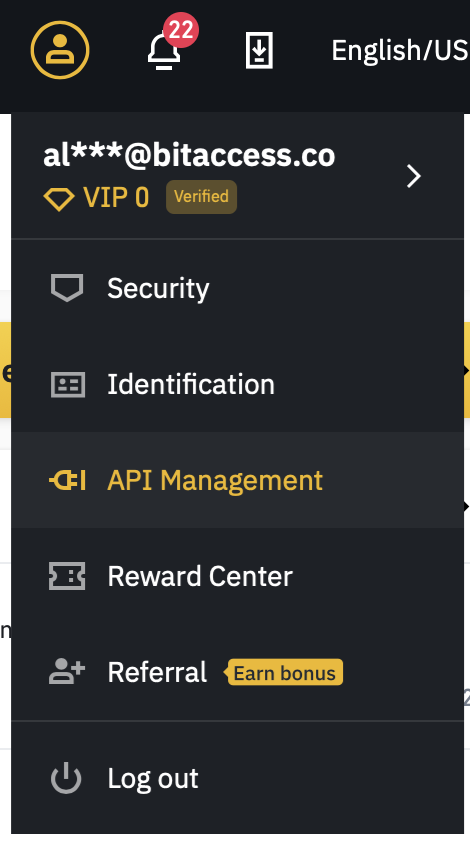 22
English/US
al***@bitaccess.co
VIP 0 Verified
Security
Identification
API Management
Reward Center
Referral Earn bonus
Log out